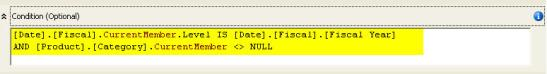 Condition (Optional)
[Date].[Fiscal].CurrentMember.Level IS [Date].[Fiscal].[Fiscal Year]
AND [Product].[Category].CurrentMember <> NULL